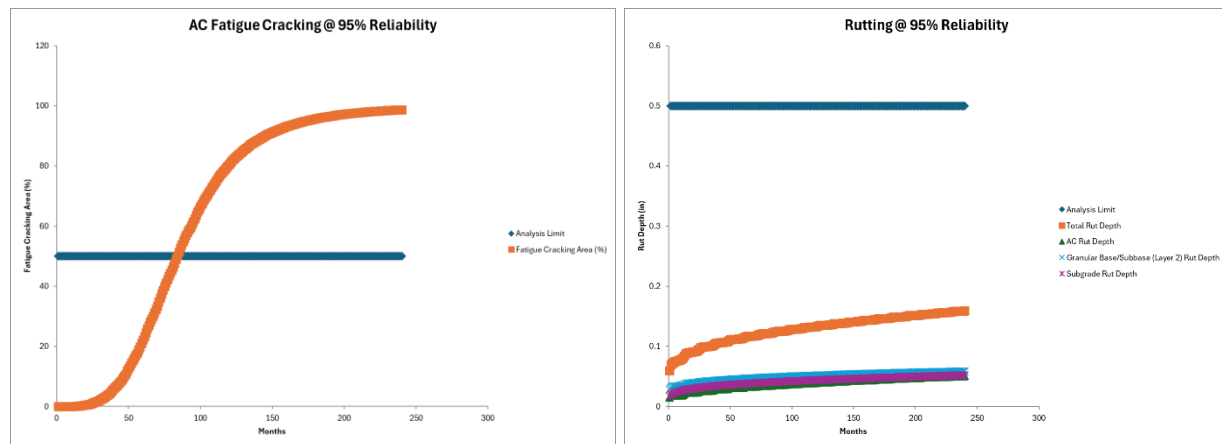 AC Fatigue Cracking @ 95% Reliability
120
100
80
60
40
20
0
Fatigue Cracking Area (%)
0 50 100 150 200 250 300
Months
Analysis Limit
Fatigue Cracking Area (%)
Rutting @ 95% Reliability
0.6
0.5
0.4
0.3
0.2
0.1
0
Rut Depth (in)
0 50 100 150 200 250 300
Months
Analysis Limit
Total Rut Depth
AC Rut Depth
Granular Base/Subbase (Layer 2) Rut Depth
Subgrade Rut Depth